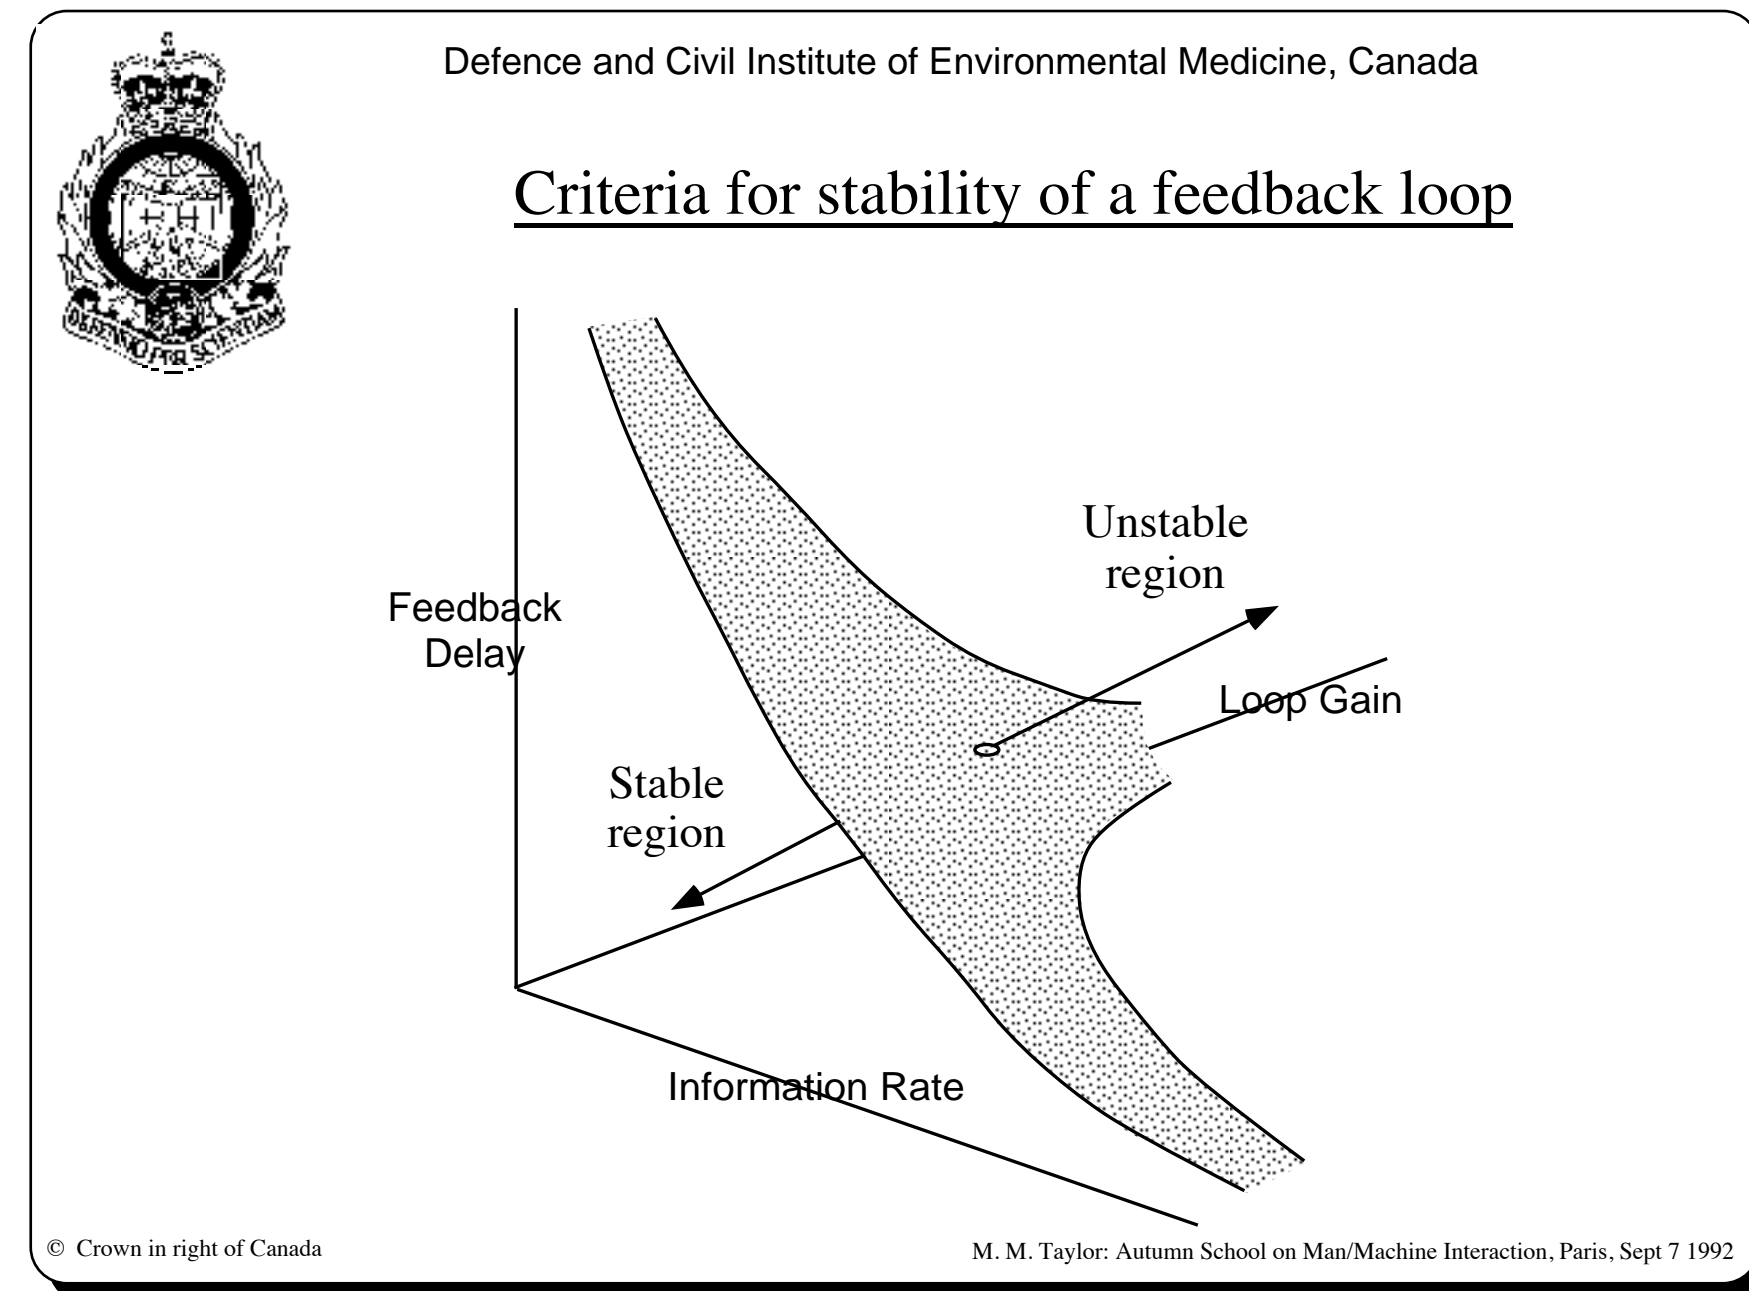 Defence and Civil Institute of Environmental Medicine, Canada
Criteria for stability of a feedback loop
Unstable
region
Feedback
Delay
Loop Gain
Stable
region
Information Rate
© Crown in right of Canada
M. M. Taylor: Autumn School on Man/Machine Interaction, Paris, Sept 7 1992